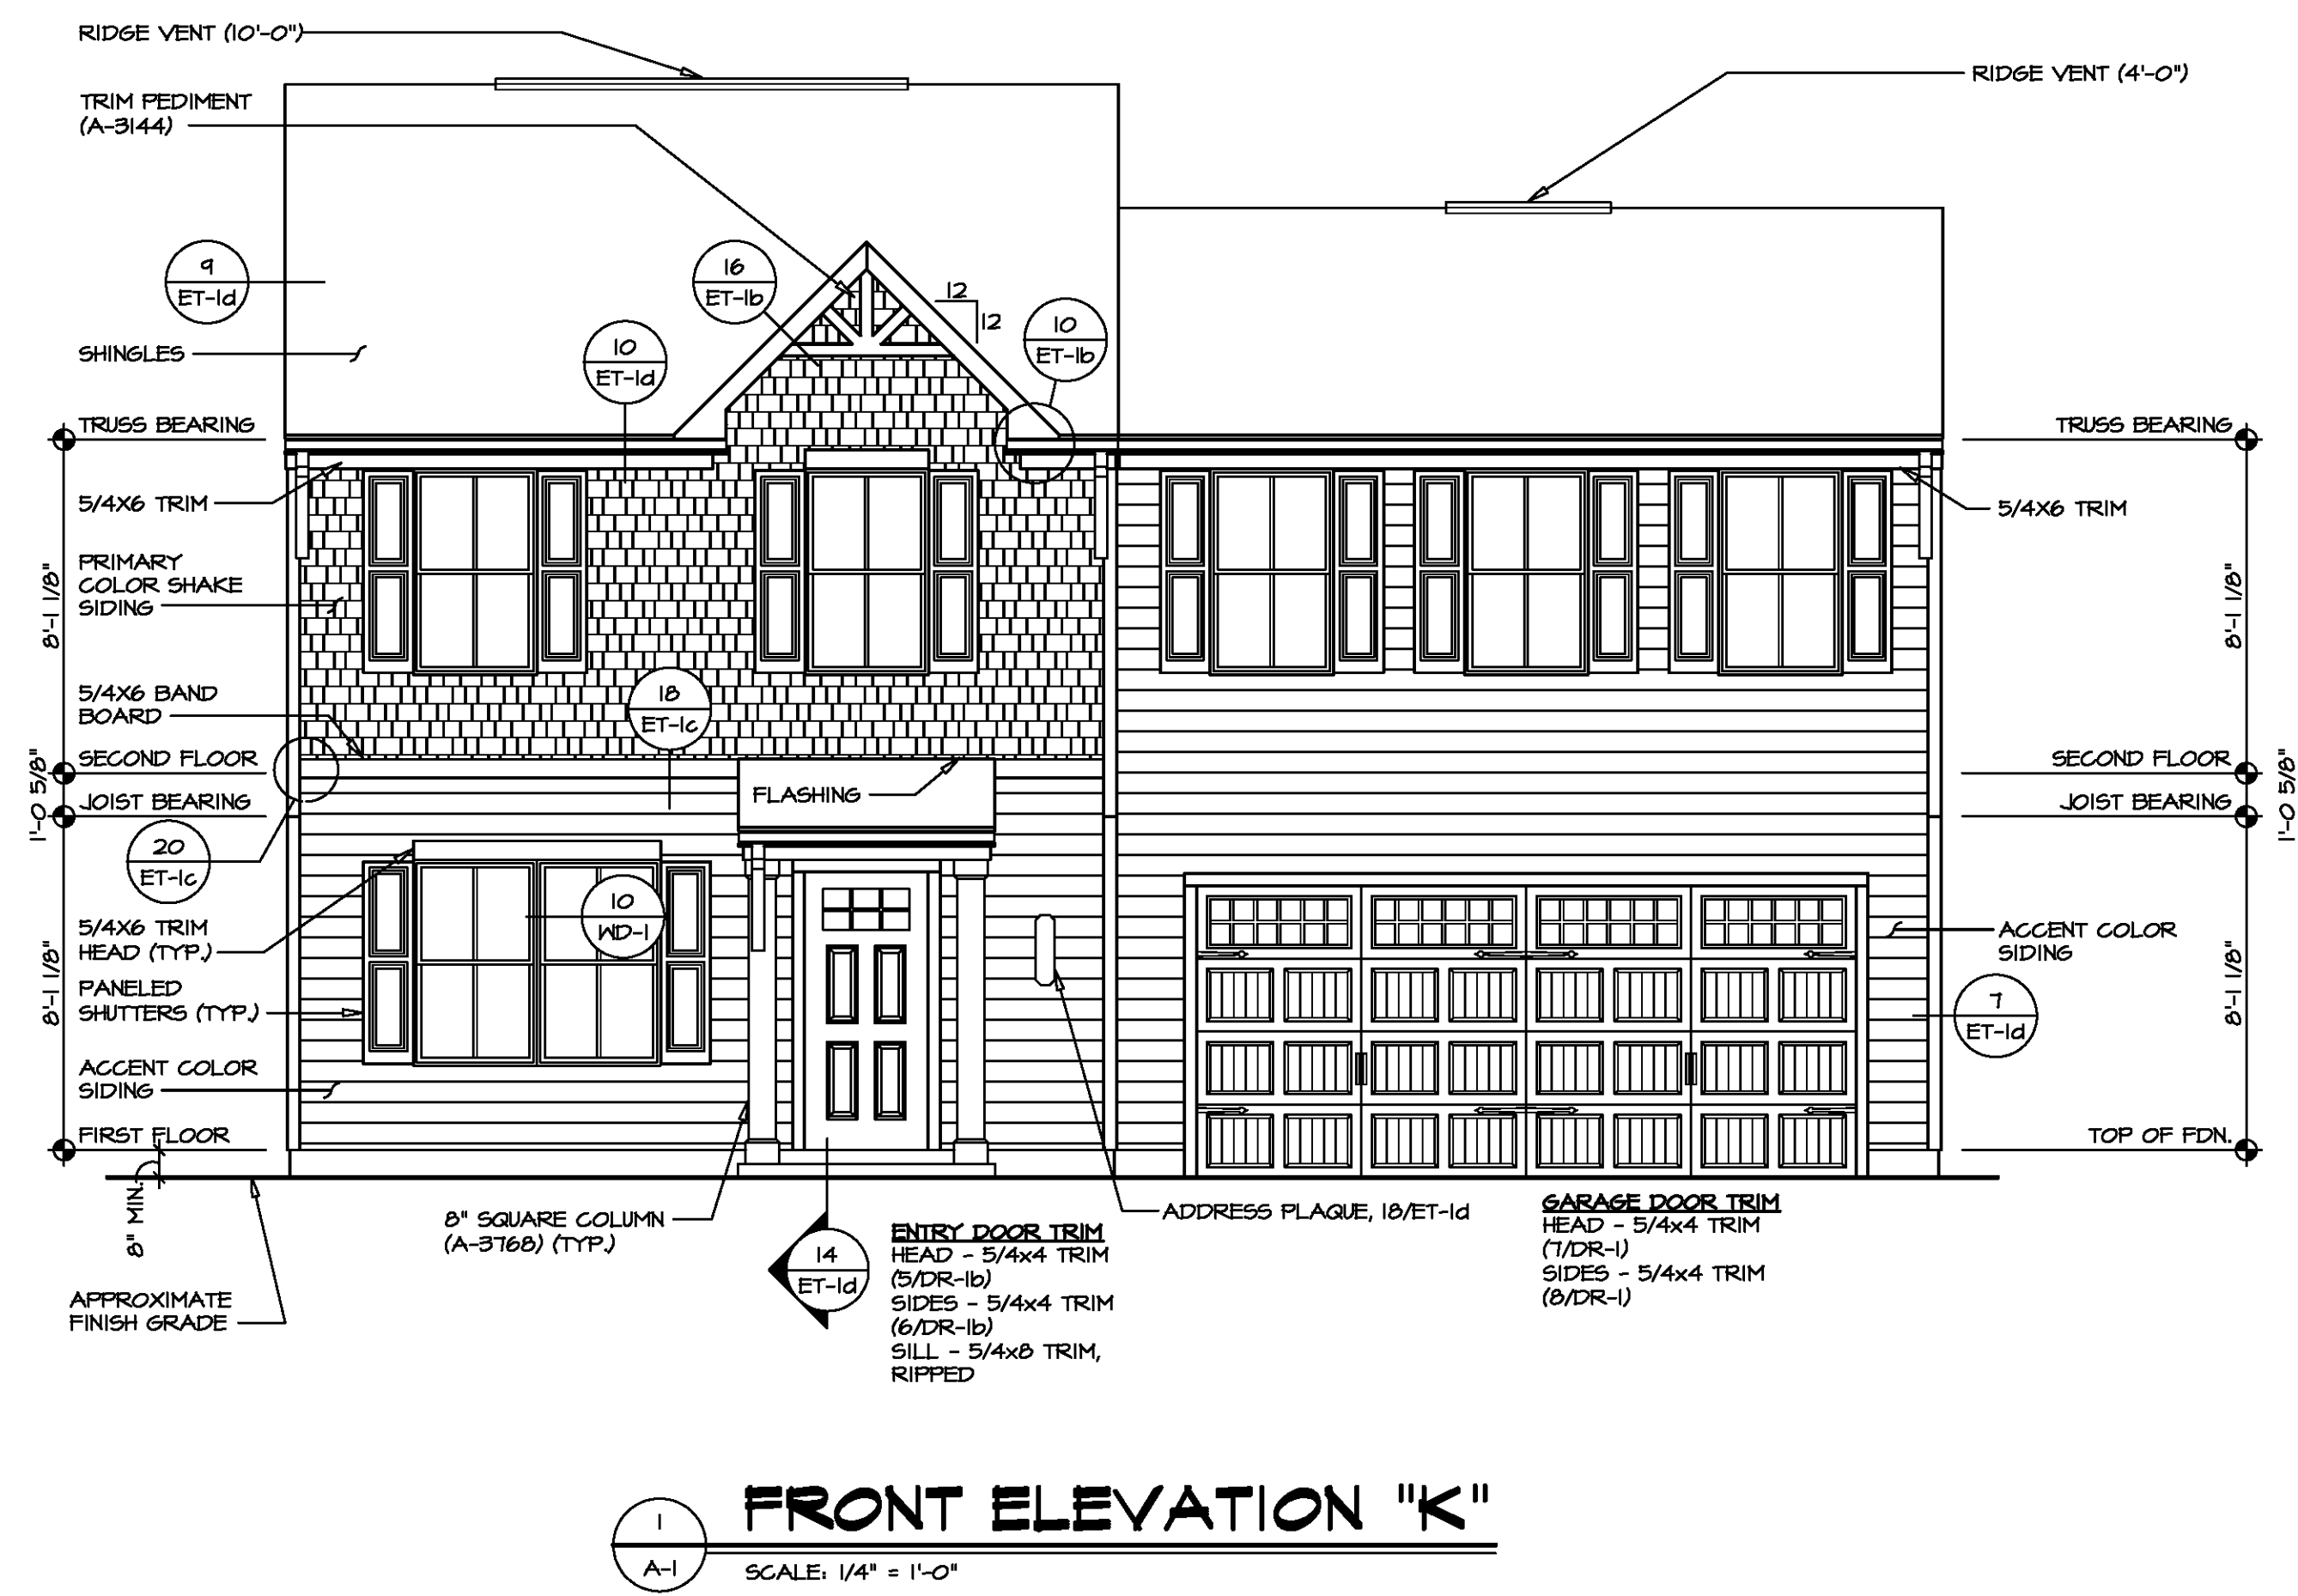 RIDGE VENT (10'-0")
RIDGE VENT (4'-0")
TRIM PEDIMENT
(A-3144)
9
ET-1d
16
ET-1b
12
12
10
ET-1b
10
ET-1d
SHINGLES
TRUSS BEARING
TRUSS BEARING
5/4X6 TRIM
5/4X6 TRIM
PRIMARY
COLOR SHAKE
SIDING
8'-1 1/8"
8'-1 1/8"
5/4X6 BAND
BOARD
18
ET-1c
SECOND FLOOR
SECOND FLOOR
1'-0 5/8"
1'-0 5/8"
FLASHING
JOIST BEARING
JOIST BEARING
20
ET-1c
10
WD-1
5/4X6 TRIM
HEAD (TYP.)
ACCENT COLOR
SIDING
8'-1 1/8"
8'-1 1/8"
PANELED
SHUTTERS (TYP.)
7
ET-1d
ACCENT COLOR
SIDING
FIRST FLOOR
TOP OF FDN.
8" MIN.
8" SQUARE COLUMN
(A-3768) (TYP.)
ADDRESS PLAQUE, 18/ET-1d
14
ET-1d
ENTRY DOOR TRIM
HEAD - 5/4x4 TRIM
(5/DR-1b)
SIDES - 5/4x4 TRIM
(6/DR-1b)
SILL - 5/4x8 TRIM,
RIPPED
GARAGE DOOR TRIM
HEAD - 5/4x4 TRIM
(7/DR-1)
SIDES - 5/4x4 TRIM
(8/DR-1)
APPROXIMATE
FINISH GRADE
1
A-1
FRONT ELEVATION "K"
SCALE: 1/4" = 1'-0"